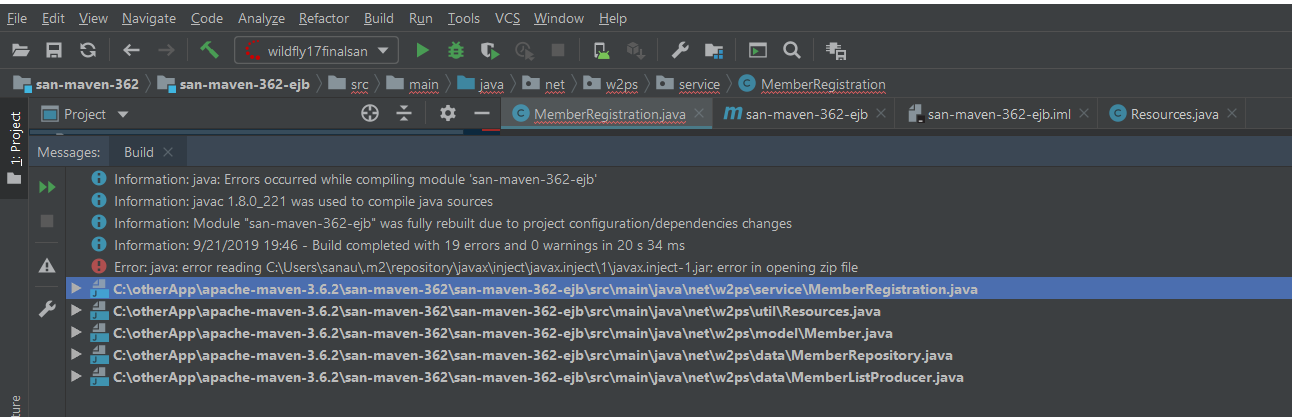 File Edit View Navigate Code Analyze Refactor Build Run Tools VCS Window Help
wildfly17finalsan
san-maven-362 san-maven-362-ejb src main java net w2ps service MemberRegistration
Project MemberRegistration.java m san-maven-362-ejb san-maven-362-ejb.iml Resources.java
1: Project
Messages: Build
Information: java: Errors occurred while compiling module 'san-maven-362-ejb'
Information: javac 1.8.0_221 was used to compile java sources
Information: Module "san-maven-362-ejb" was fully rebuilt due to project configuration/dependencies changes
Information: 9/21/2019 19:46 - Build completed with 19 errors and 0 warnings in 20 s 34 ms
Error: java: error reading C:\Users\sanau\.m2\repository\javax\inject\javax.inject\1\javax.inject-1.jar; error in opening zip file
C:\otherApp\apache-maven-3.6.2\san-maven-362\san-maven-362-ejb\src\main\java\net\w2ps\service\MemberRegistration.java
C:\otherApp\apache-maven-3.6.2\san-maven-362\san-maven-362-ejb\src\main\java\net\w2ps\util\Resources.java
C:\otherApp\apache-maven-3.6.2\san-maven-362\san-maven-362-ejb\src\main\java\net\w2ps\model\Member.java
C:\otherApp\apache-maven-3.6.2\san-maven-362\san-maven-362-ejb\src\main\java\net\w2ps\data\MemberRepository.java
C:\otherApp\apache-maven-3.6.2\san-maven-362\san-maven-362-ejb\src\main\java\net\w2ps\data\MemberListProducer.java